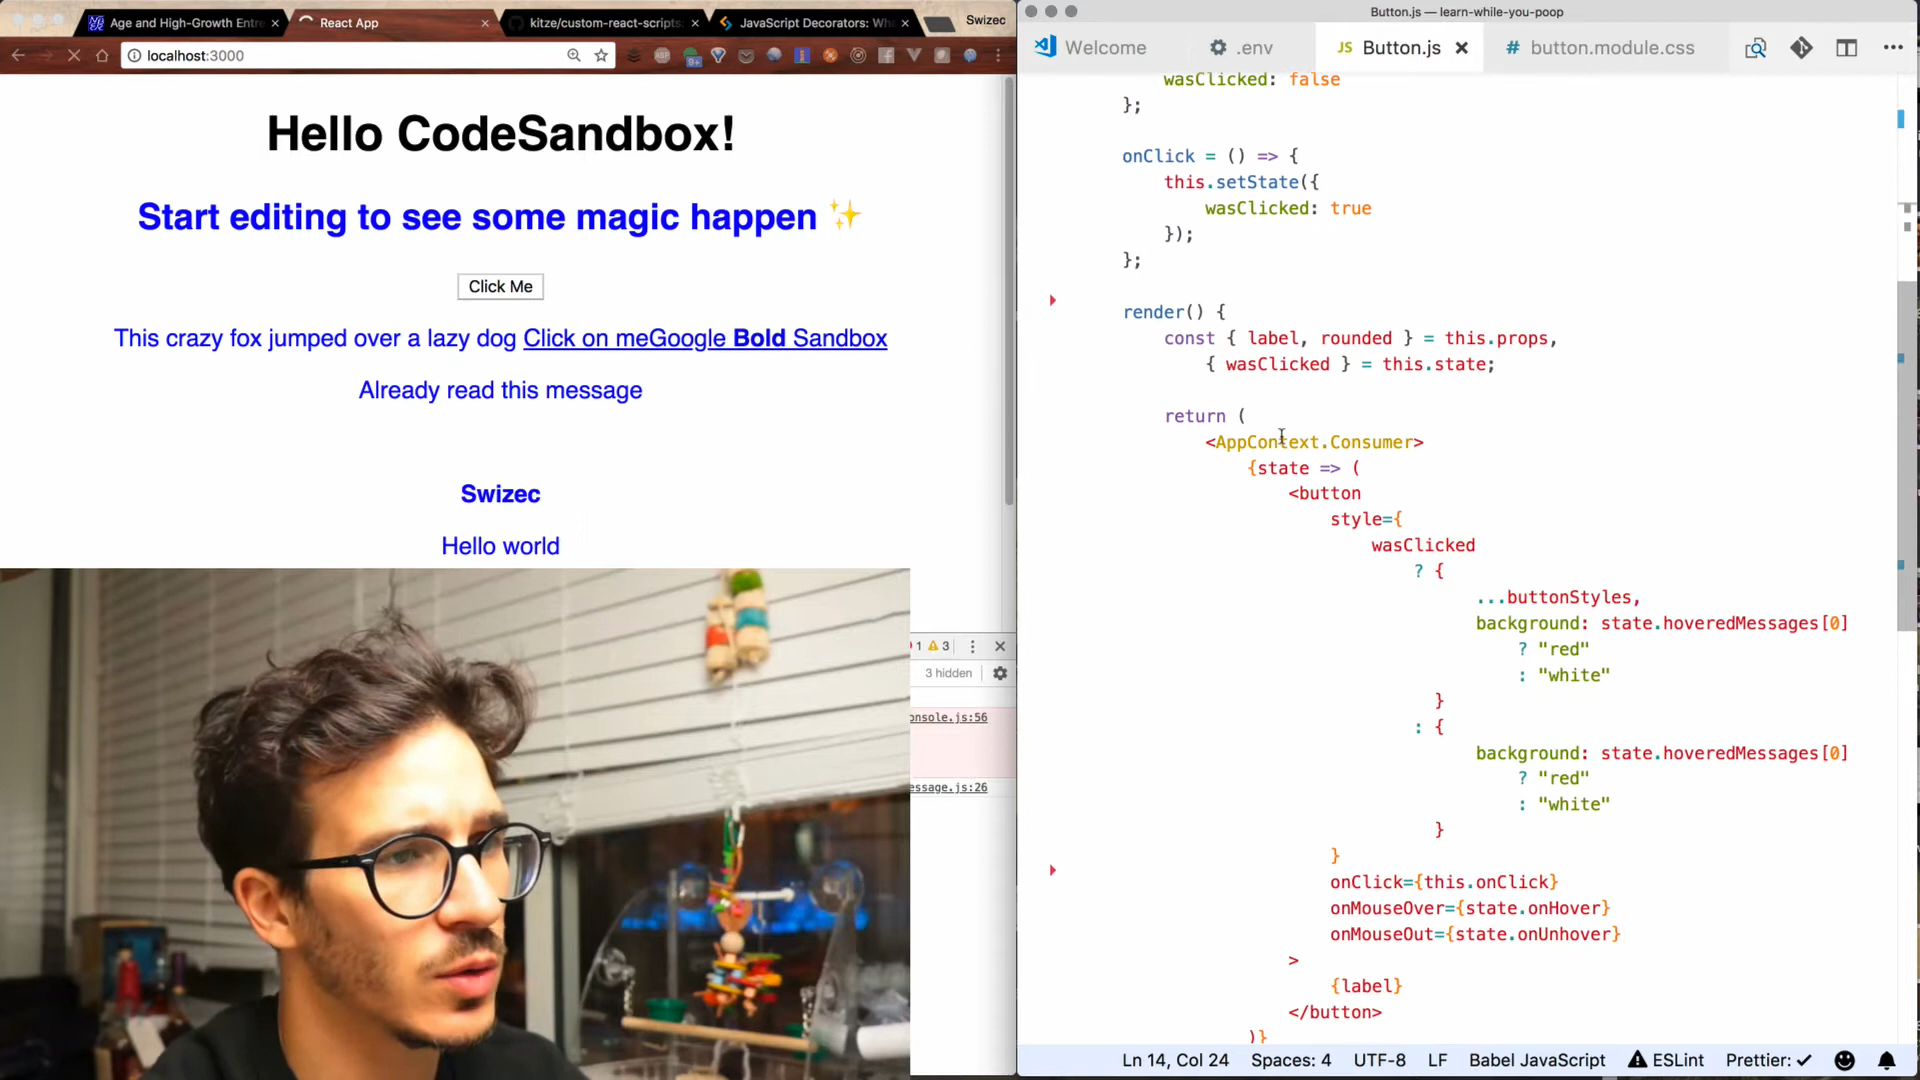 Age and High-Growth Entre
React App
kitze/custom-react-scripts:
JavaScript Decorators: Wha
Swizec
localhost:3000
9+
Hello CodeSandbox!
Start editing to see some magic happen ✨
Click Me
This crazy fox jumped over a lazy dog Click on meGoogle Bold Sandbox
Already read this message
Swizec
Hello world
1 3
3 hidden
onsole.js:56
essage.js:26
Button.js — learn-while-you-poop
Welcome
.env
JS Button.js
# button.module.css
wasClicked: false
};
onClick = () => {
this.setState({
wasClicked: true
});
};
render() {
const { label, rounded } = this.props,
{ wasClicked } = this.state;
return (
<AppContext.Consumer>
{state => (
<button
style={
wasClicked
? {
...buttonStyles,
background: state.hoveredMessages[0]
? "red"
: "white"
}
: {
background: state.hoveredMessages[0]
? "red"
: "white"
}
}
onClick={this.onClick}
onMouseOver={state.onHover}
onMouseOut={state.onUnhover}
>
{label}
</button>
)}
Ln 14, Col 24 Spaces: 4 UTF-8 LF Babel JavaScript ESLint Prettier: ✓